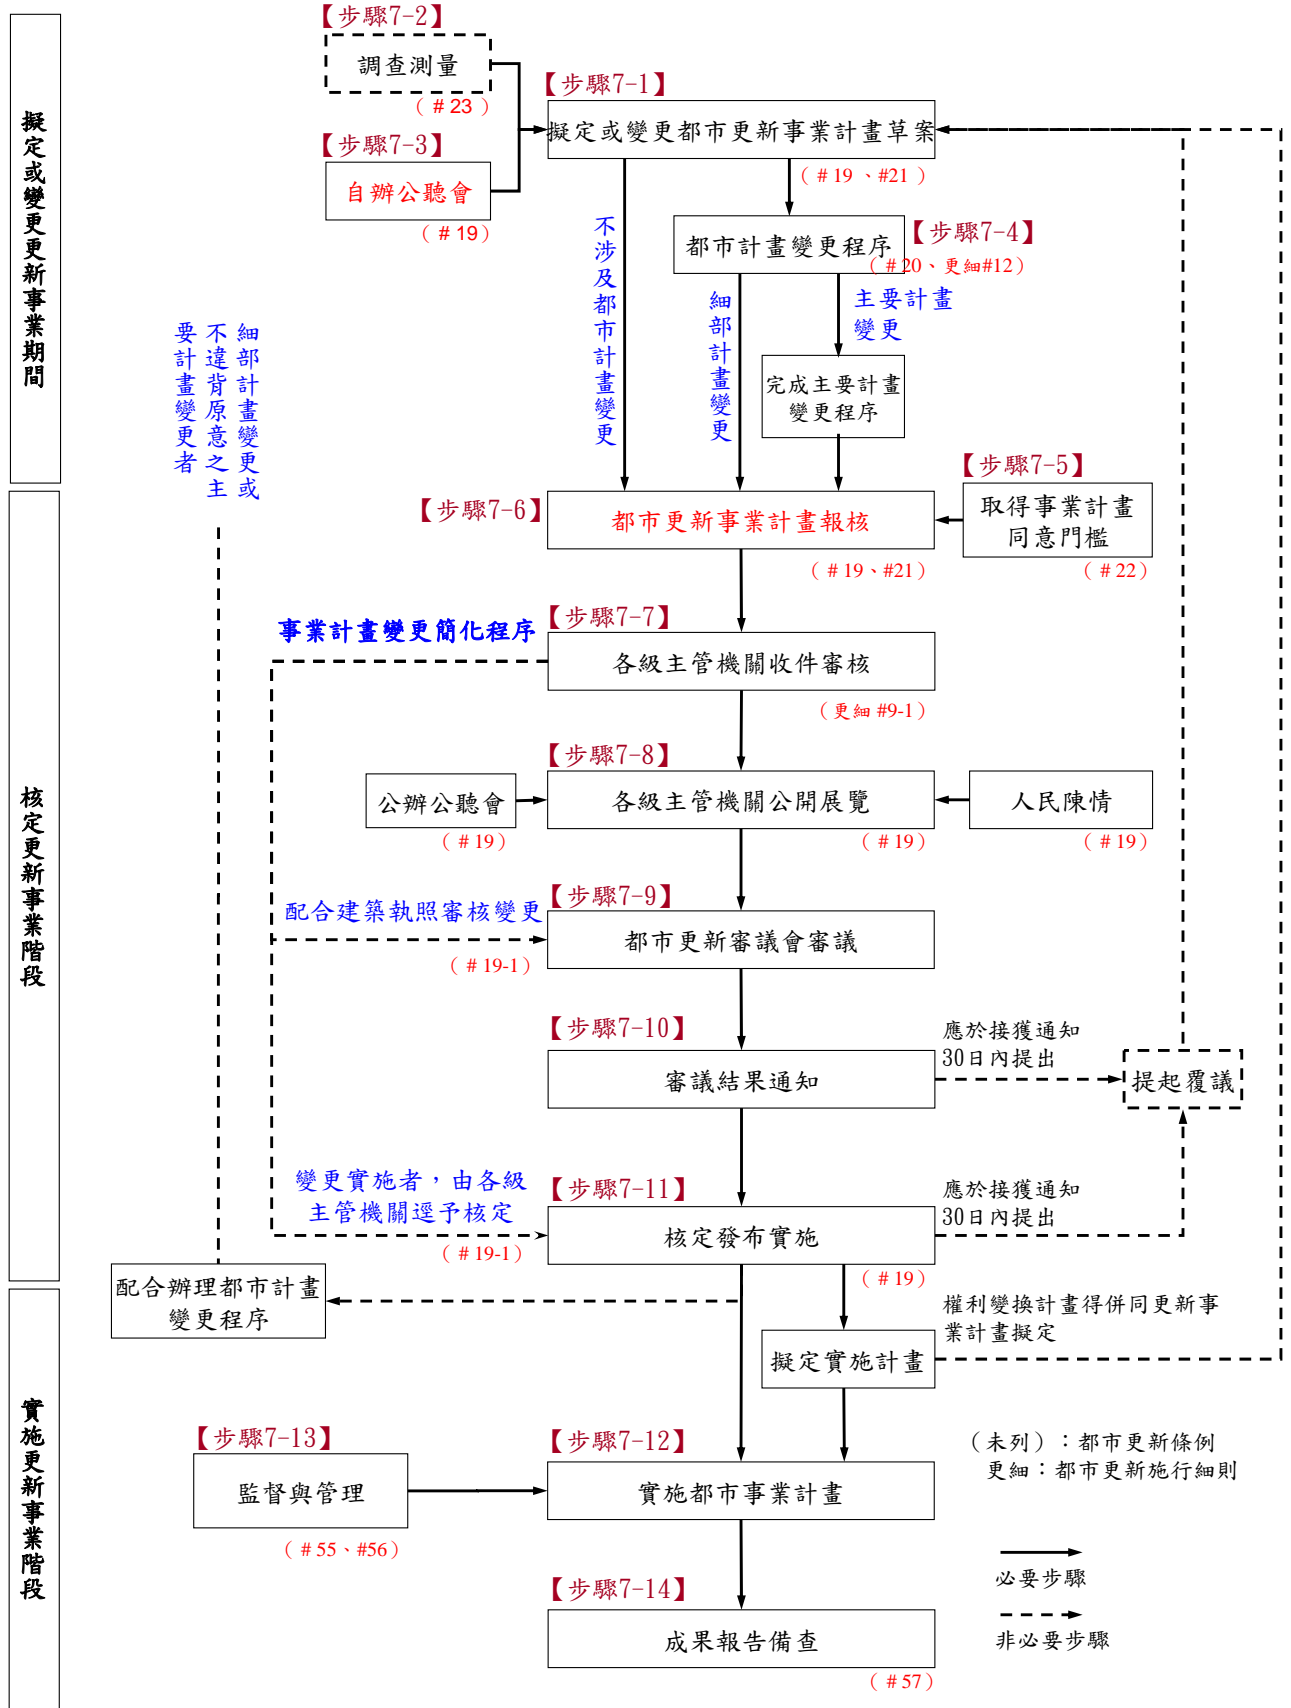 擬定或變更更新事業期間
【步驟7-2】
調查測量
（#23）
【步驟7-3】
自辦公聽會
（#19）
【步驟7-1】
擬定或變更都市更新事業計畫草案
（#19、#21）
不涉及都市計畫變更
【步驟7-4】
都市計畫變更程序
（#20、更細#12）
細部計畫變更
主要計畫
變更
完成主要計畫
變更程序
細部計畫變更或
不違背原意之主
要計畫變更者
核定更新事業階段
【步驟7-5】
取得事業計畫
同意門檻
（#22）
【步驟7-6】
都市更新事業計畫報核
（#19、#21）
事業計畫變更簡化程序
【步驟7-7】
各級主管機關收件審核
（更細 #9-1）
【步驟7-8】
公辦公聽會
（#19）
各級主管機關公開展覽
（#19）
人民陳情
（#19）
配合建築執照審核變更
（#19-1）
【步驟7-9】
都市更新審議會審議
【步驟7-10】
審議結果通知
應於接獲通知
30日內提出
提起覆議
變更實施者，由各級
主管機關逕予核定
（#19-1）
【步驟7-11】
核定發布實施
（#19）
應於接獲通知
30日內提出
實施更新事業階段
配合辦理都市計畫
變更程序
擬定實施計畫
權利變換計畫得併同更新事
業計畫擬定
【步驟7-13】
監督與管理
（#55、#56）
【步驟7-12】
實施都市事業計畫
【步驟7-14】
成果報告備查
（#57）
（未列）：都市更新條例
更細：都市更新施行細則
必要步驟
非必要步驟